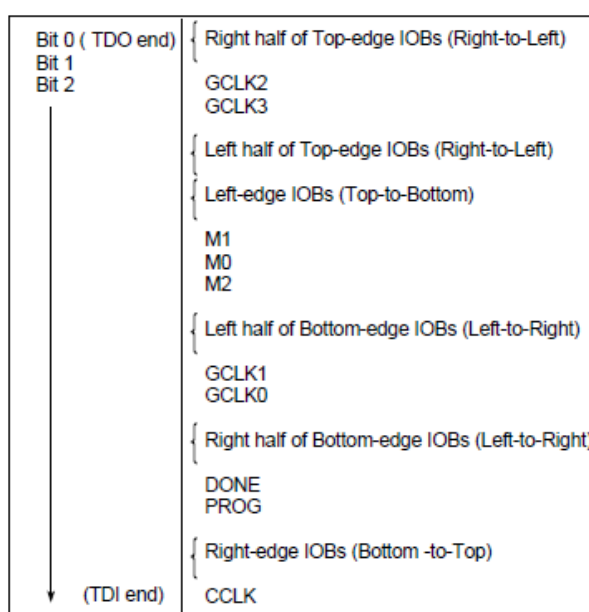 Bit 0 ( TDO end)
Bit 1
Bit 2
Right half of Top-edge IOBs (Right-to-Left)
GCLK2
GCLK3
Left half of Top-edge IOBs (Right-to-Left)
Left-edge IOBs (Top-to-Bottom)
M1
M0
M2
Left half of Bottom-edge IOBs (Left-to-Right)
GCLK1
GCLK0
Right half of Bottom-edge IOBs (Left-to-Right)
DONE
PROG
Right-edge IOBs (Bottom -to-Top)
(TDI end)
CCLK